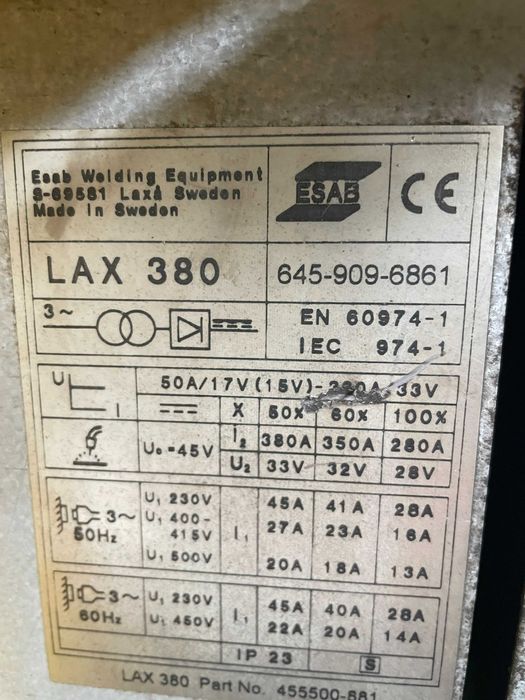 Esab Welding Equipment
S-69581 Laxå Sweden
Made in Sweden
ESAB
CE
LAX 380
645-909-6861
3~
EN 60974-1
IEC 974-1
U
I
50A/17V (15V)- 33V
X 50% 60% 100%
U₀ =45V
I₂ 380A 350A 280A
U₂ 33V 32V 28V
3~
50Hz
U₁ 230V 45A 41A 28A
U₁ 400-
415V I₁ 27A 23A 16A
U₁ 500V 20A 18A 13A
3~
60Hz
U₁ 230V I₁ 45A 40A 28A
U₁ 450V 22A 20A 14A
IP 23
S
LAX 380 Part No. 455500-881